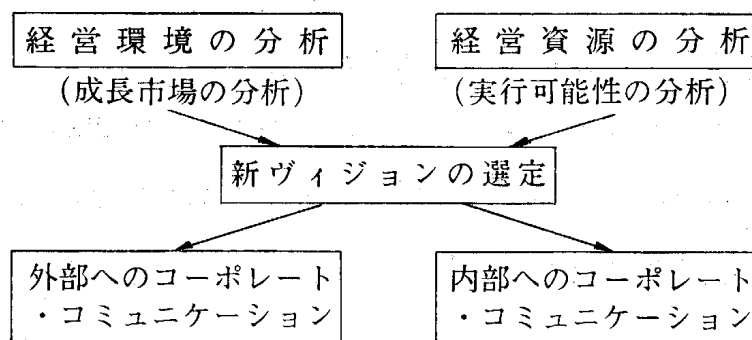 経営環境の分析
(成長市場の分析)
経営資源の分析
(実行可能性の分析)
新ヴィジョンの選定
外部へのコーポレート
・コミュニケーション
内部へのコーポレート
・コミュニケーション